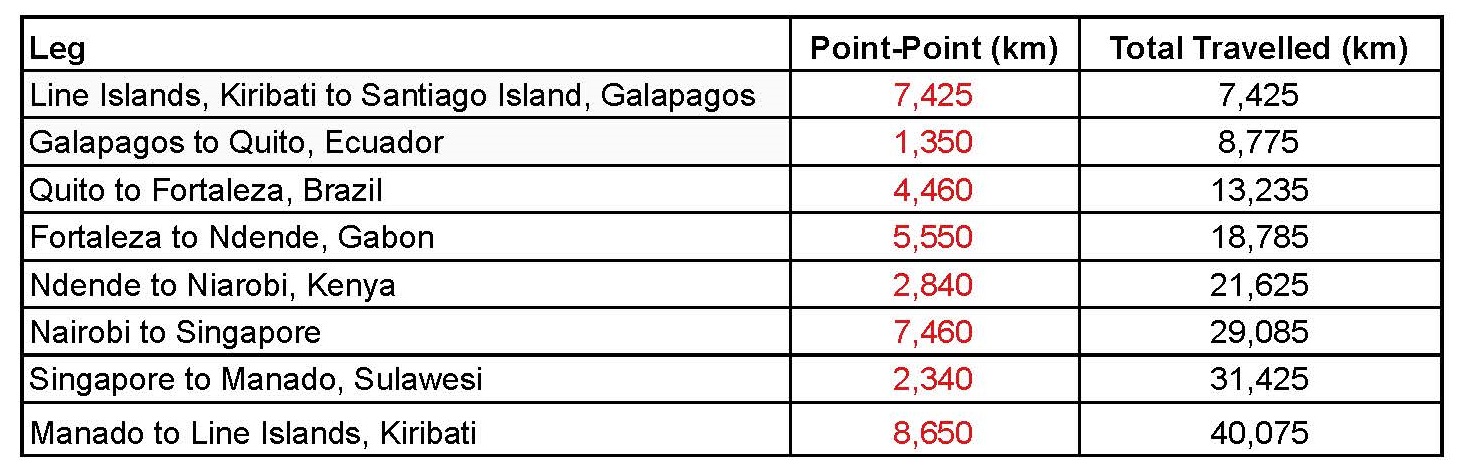 Leg Point-Point (km) Total Travelled (km)
Line Islands, Kiribati to Santiago Island, Galapagos 7,425 7,425
Galapagos to Quito, Ecuador 1,350 8,775
Quito to Fortaleza, Brazil 4,460 13,235
Fortaleza to Ndende, Gabon 5,550 18,785
Ndende to Niarobi, Kenya 2,840 21,625
Nairobi to Singapore 7,460 29,085
Singapore to Manado, Sulawesi 2,340 31,425
Manado to Line Islands, Kiribati 8,650 40,075